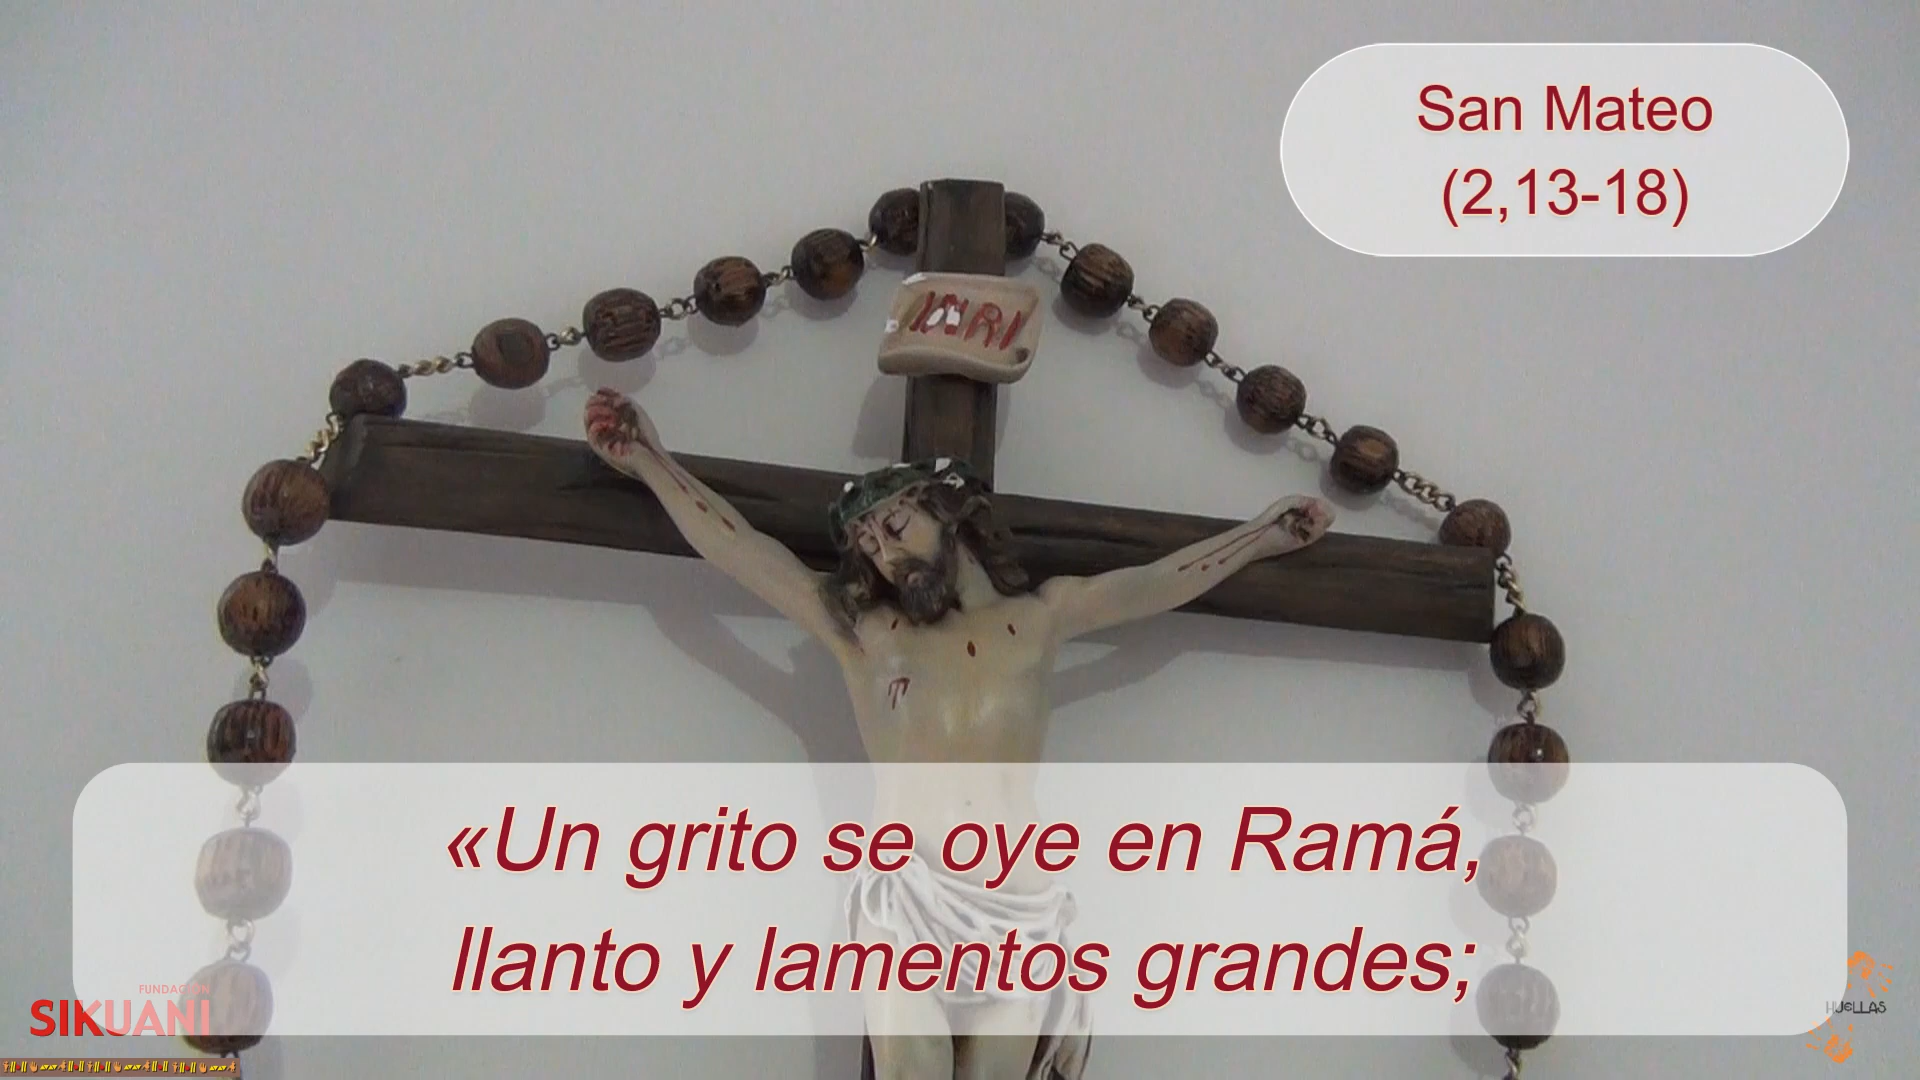 San Mateo
(2,13-18)
INRI
«Un grito se oye en Ramá,
llanto y lamentos grandes;
FUNDACIÓN
SIKUANI
HUELLAS